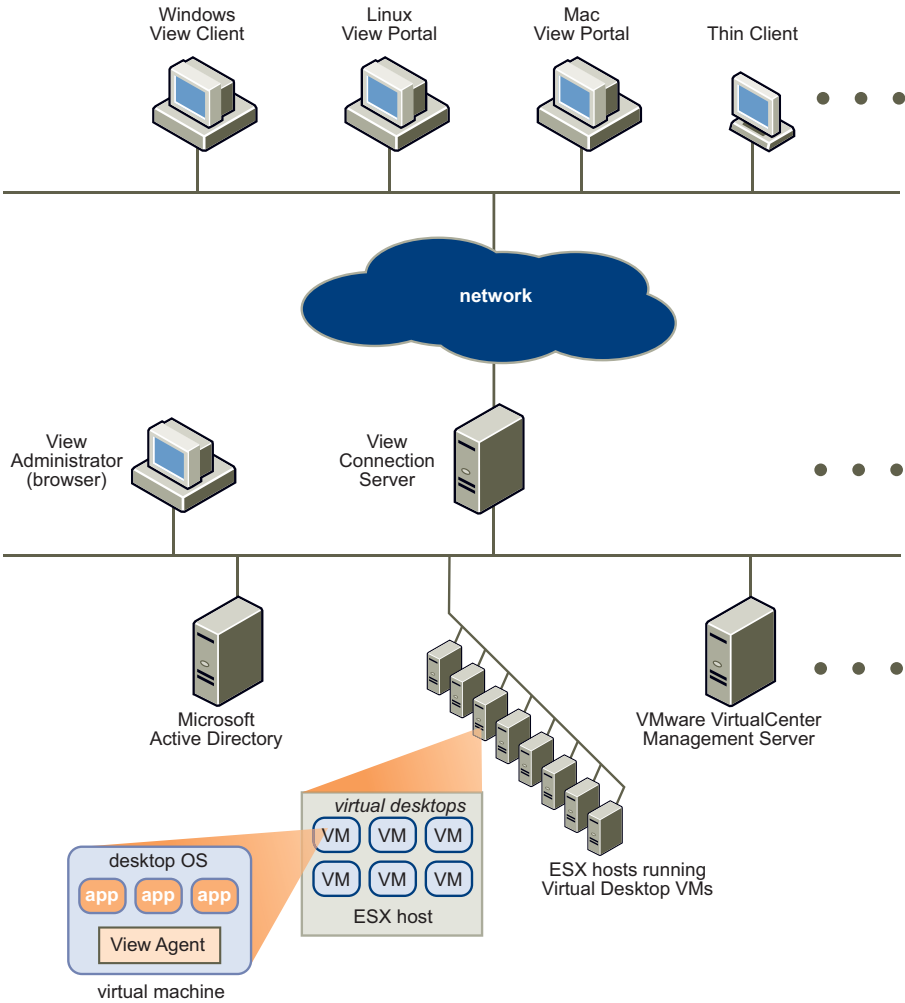 Windows
View Client
Linux
View Portal
Mac
View Portal
Thin Client
network
View
Administrator
(browser)
View
Connection
Server
Microsoft
Active Directory
VMware VirtualCenter
Management Server
virtual desktops
VM VM VM
VM VM VM
ESX host
ESX hosts running
Virtual Desktop VMs
desktop OS
app app app
View Agent
virtual machine